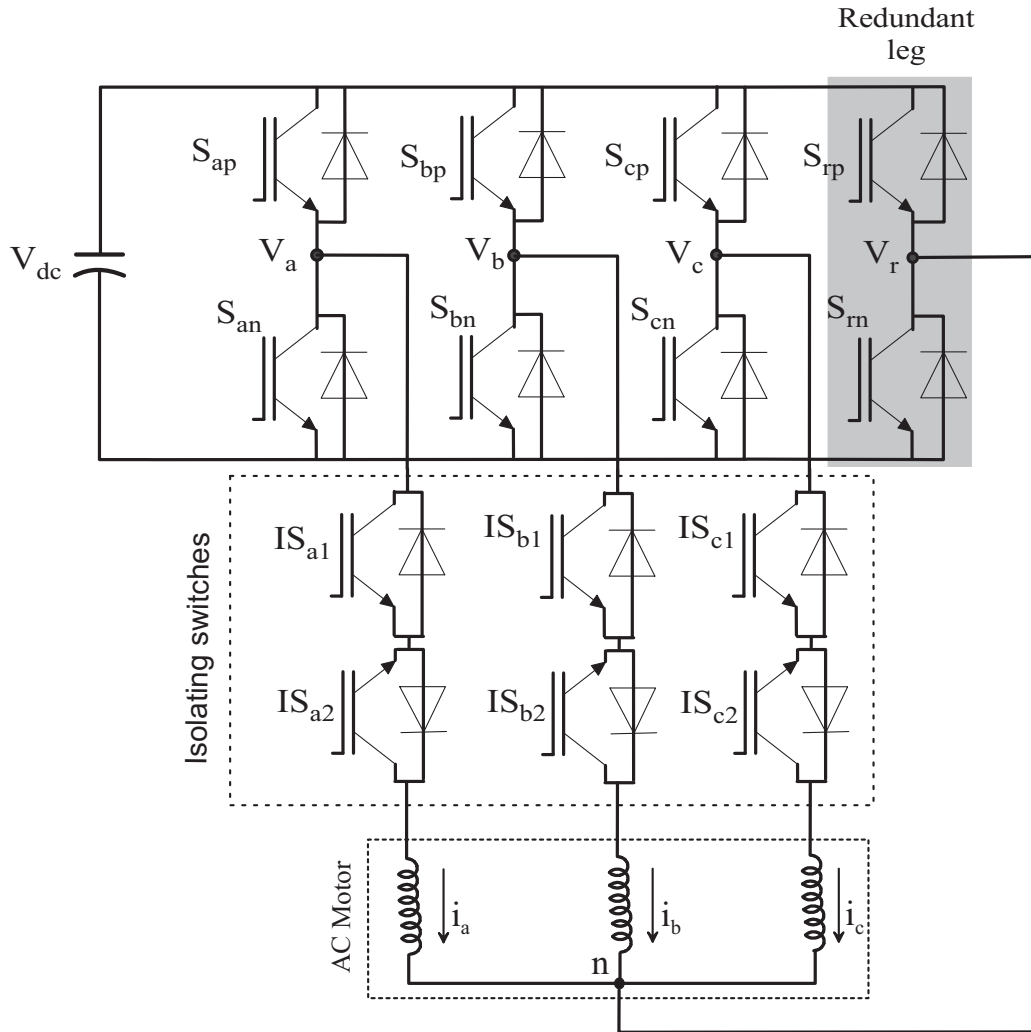 Redundant
leg
S_ap
S_bp
S_cp
S_rp
V_dc
V_a
V_b
V_c
V_r
S_an
S_bn
S_cn
S_rn
Isolating switches
IS_a1
IS_b1
IS_c1
IS_a2
IS_b2
IS_c2
AC Motor
i_a
i_b
i_c
n